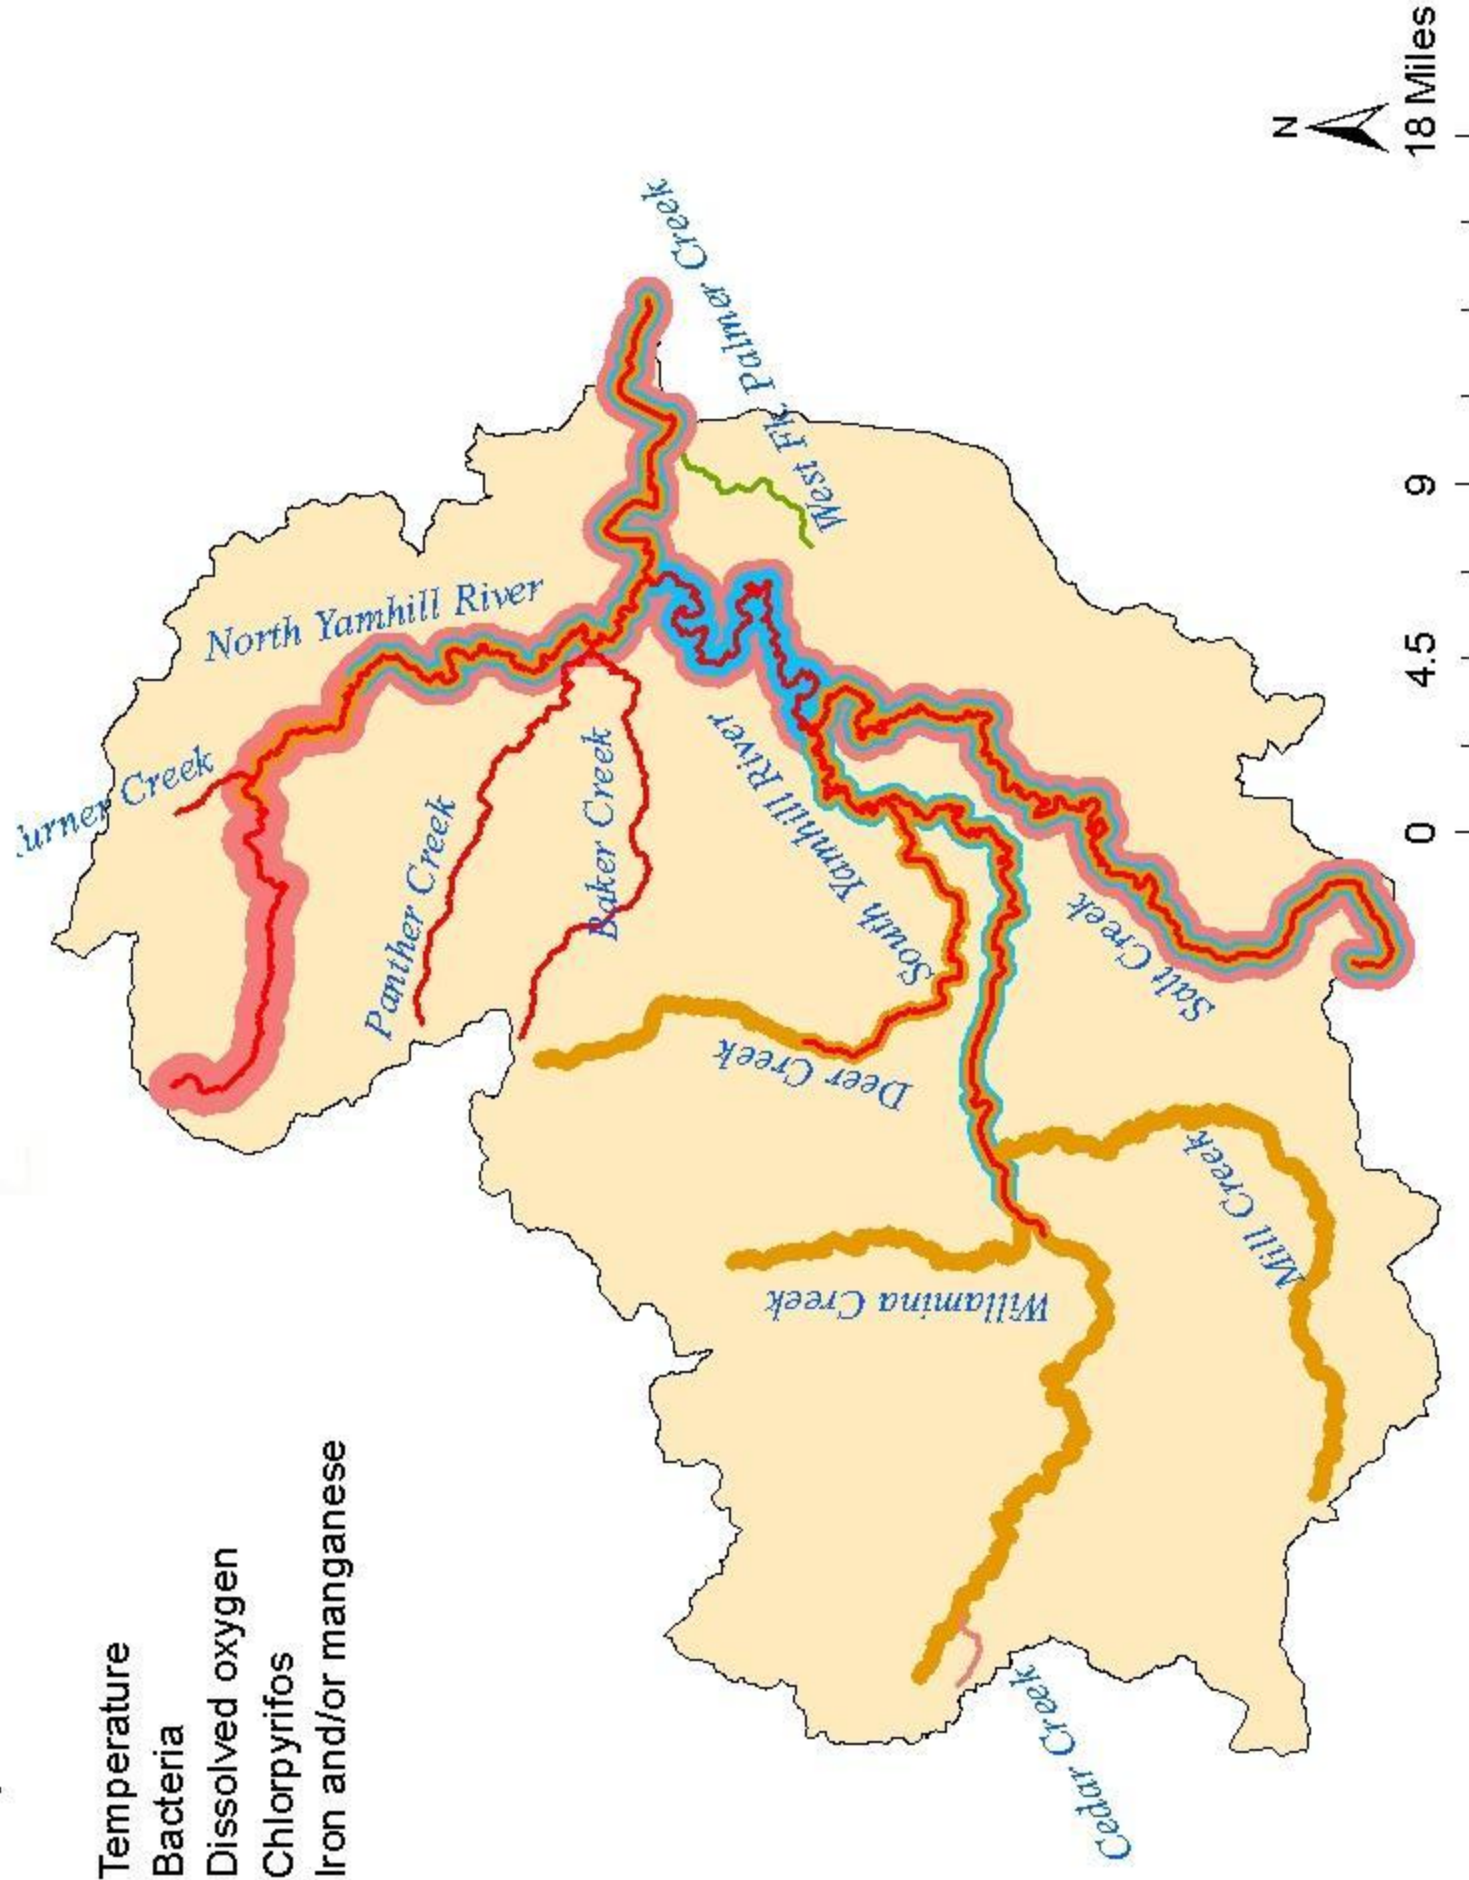 Temperature
Bacteria
Dissolved oxygen
Chlorpyrifos
Iron and/or manganese
Creek
North Yamhill River
Panther Creek
Baker Creek
West Fk. Palmer Creek
South Yamhill River
Deer Creek
Salt Creek
Willamina Creek
Mill Creek
Cedar Creek
N
0 4.5 9 18 Miles